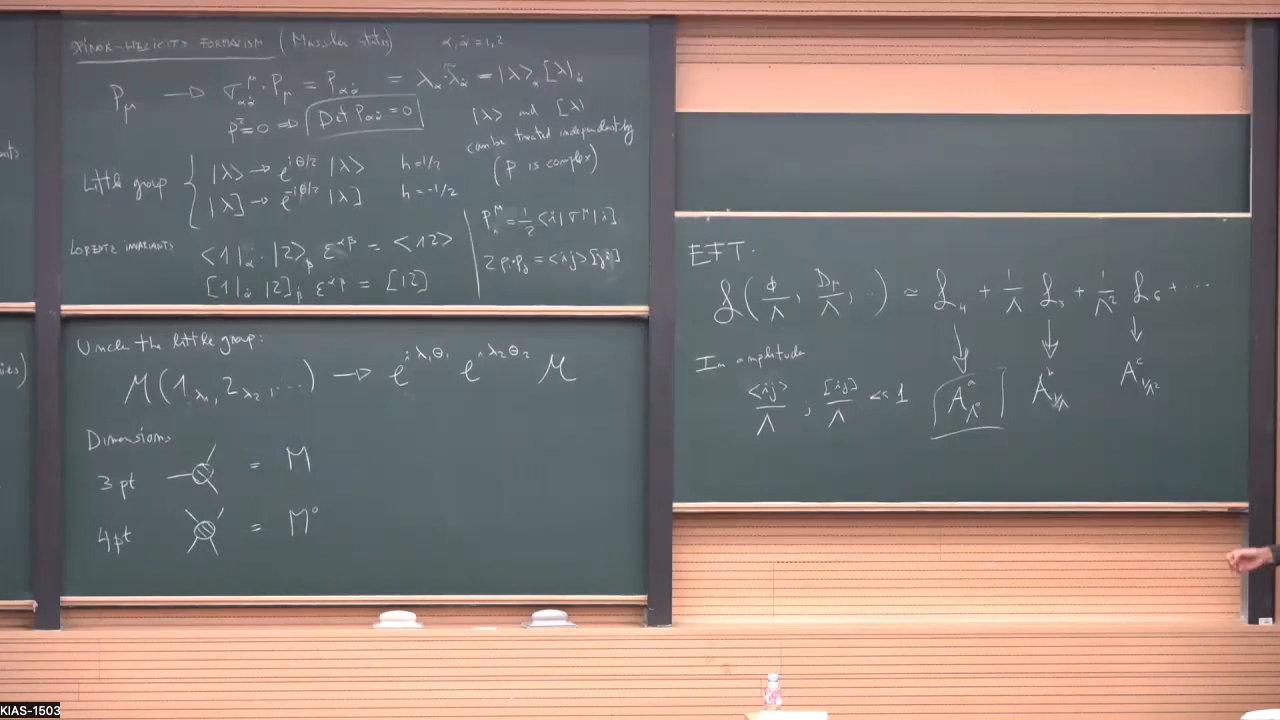 SPINOR-HELICITY FORMALISM (Massless states) α, α̇ = 1,2
P_μ → σ^μ_{αα̇} · P_μ = P_{αα̇} = λ_α λ̃_α̇ = |λ⟩_α [λ|_α̇
P² = 0 ⇒ Det P_{αα̇} = 0
|λ⟩ and [λ|
can be treated independently
(P is complex)
Little group { |λ⟩ → e^{iθ/2} |λ⟩ h = 1/2
|λ] → e^{-iθ/2} |λ] h = -1/2
P_i^μ = 1/2 ⟨i| σ^μ |i]
LORENTZ INVARIANTS ⟨1|_α · |2⟩_β ε^{αβ} = ⟨12⟩
2 P_i · P_j = ⟨ij⟩ [ji]
[1|_α̇ |2]_β̇ ε^{α̇β̇} = [12]
Under the little group:
M(1_{λ₁}, 2_{λ₂}, ...) → e^{iλ₁θ₁} e^{iλ₂θ₂} M
Dimensions
3 pt = M
4 pt = M⁰
EFT.
ℒ(φ/Λ, D_μ/Λ, ...) ≃ ℒ₄ + 1/Λ ℒ₅ + 1/Λ² ℒ₆ + ...
In amplitude
⟨ij⟩/Λ ; [ij]/Λ << 1 A^a_{Λ⁰} A^b_{1/Λ} A^c_{1/Λ²}
KIAS-1503